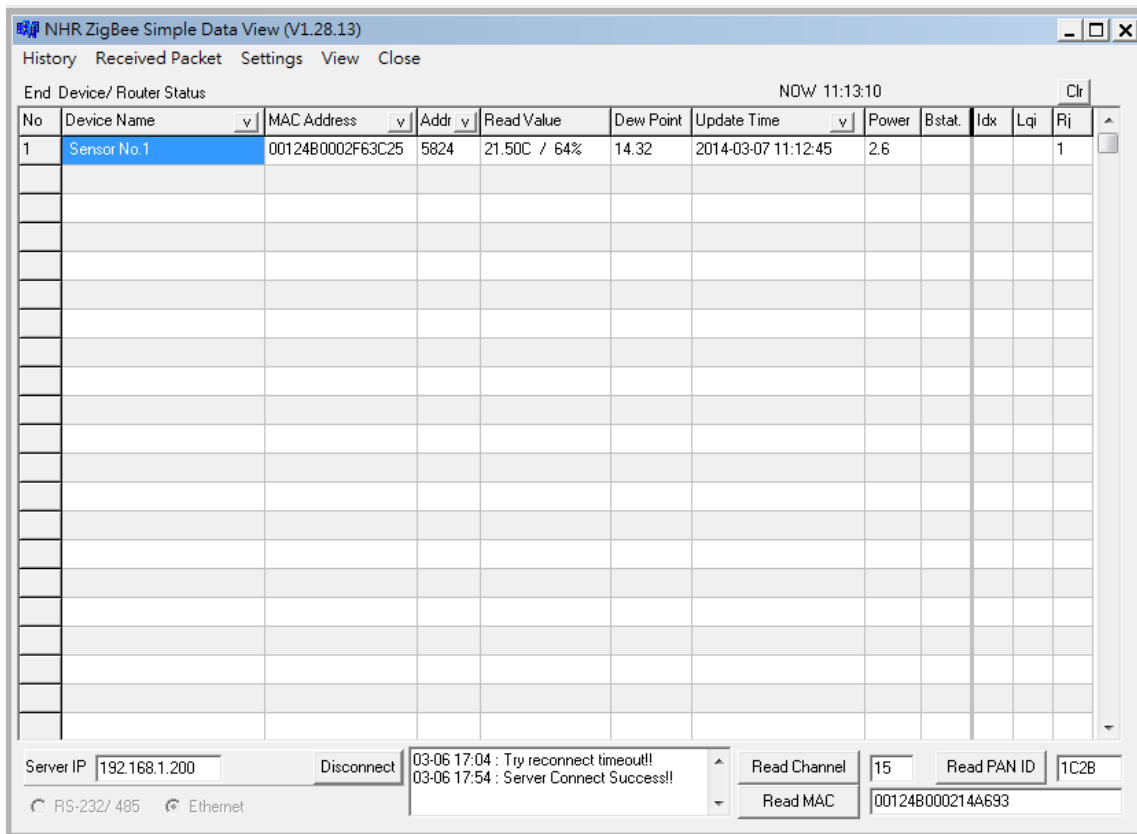 NHR ZigBee Simple Data View (V1.28.13)
History Received Packet Settings View Close
End Device/ Router Status NOW 11:13:10 Clr
No Device Name v MAC Address v Addr v Read Value Dew Point Update Time v Power Bstat. Idx Lqi Rj
1 Sensor No.1 00124B0002F63C25 5824 21.50C / 64% 14.32 2014-03-07 11:12:45 2.6 1
Server IP 192.168.1.200 Disconnect
03-06 17:04 : Try reconnect timeout!!
03-06 17:54 : Server Connect Success!!
Read Channel 15 Read PAN ID 1C2B
RS-232/ 485 Ethernet
Read MAC 00124B000214A693